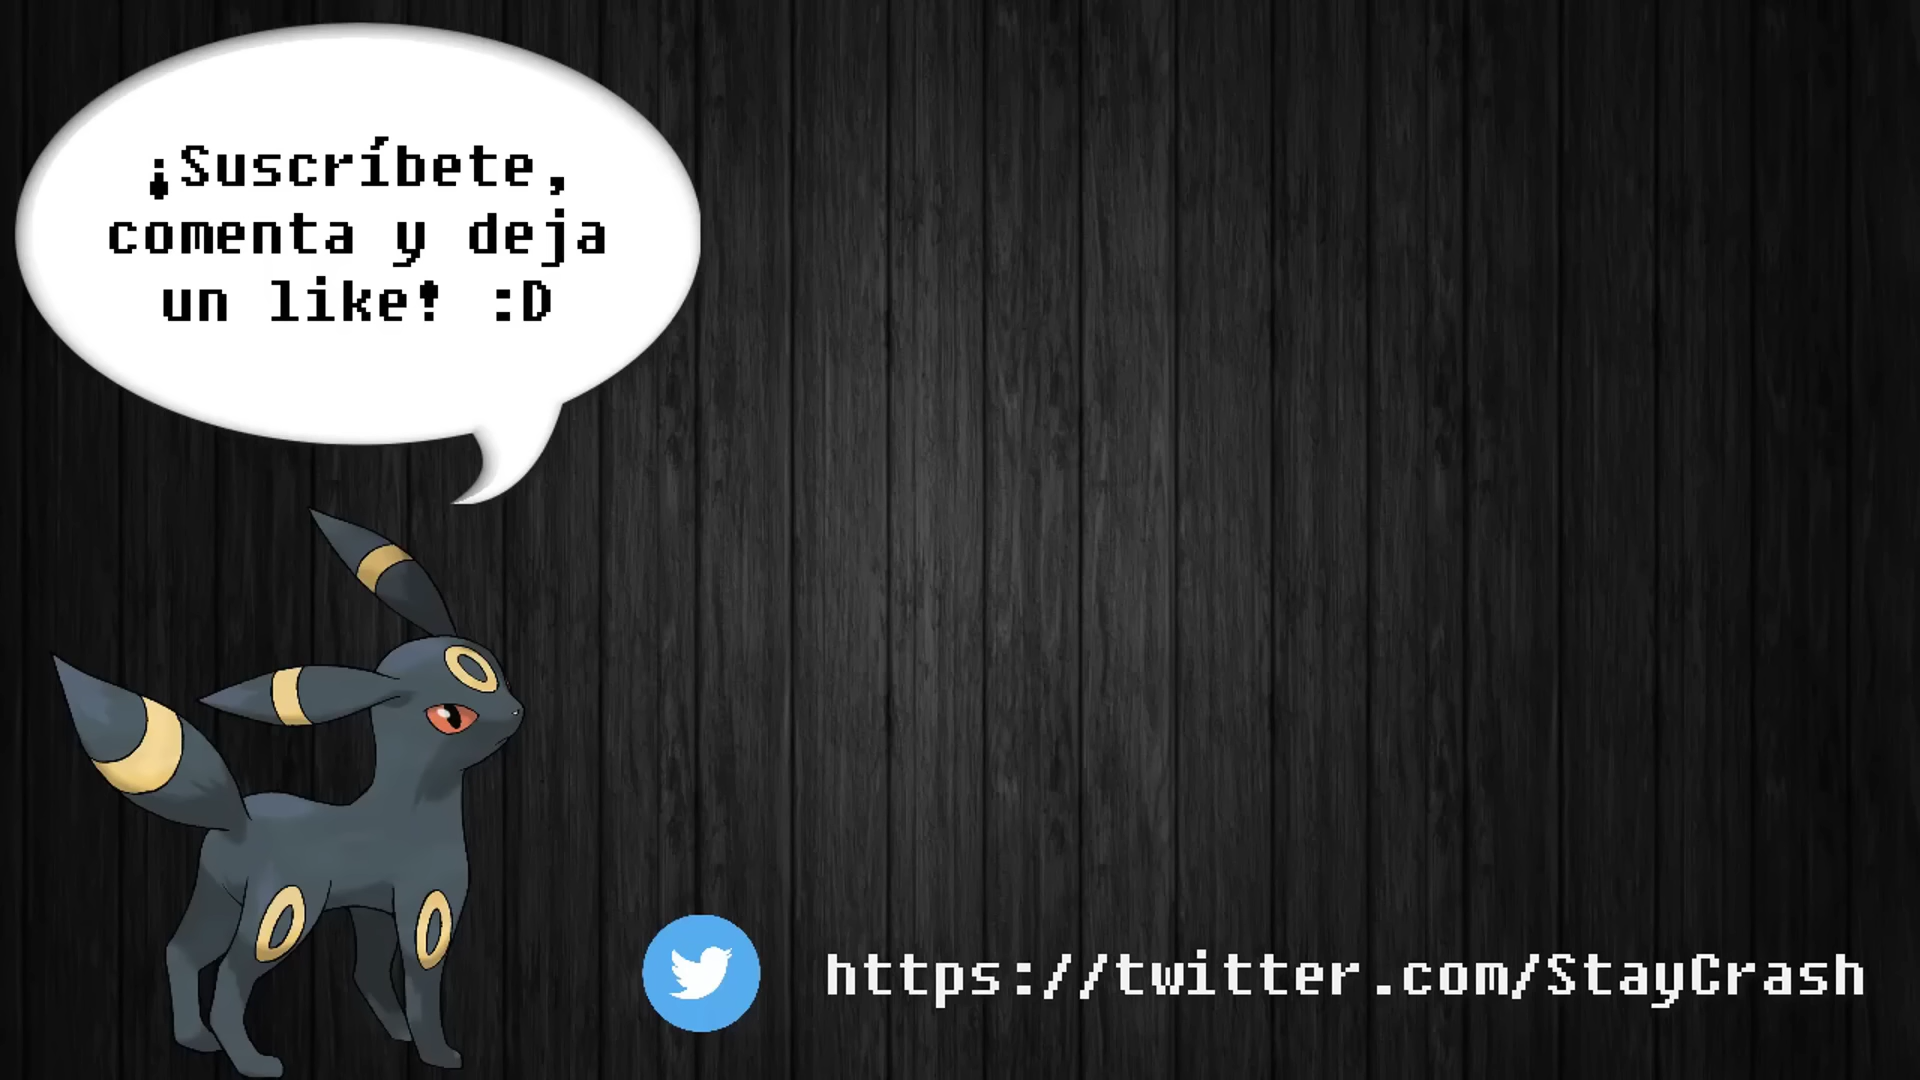 ¡Suscríbete,
comenta y deja
un like! :D
https://twitter.com/StayCrash